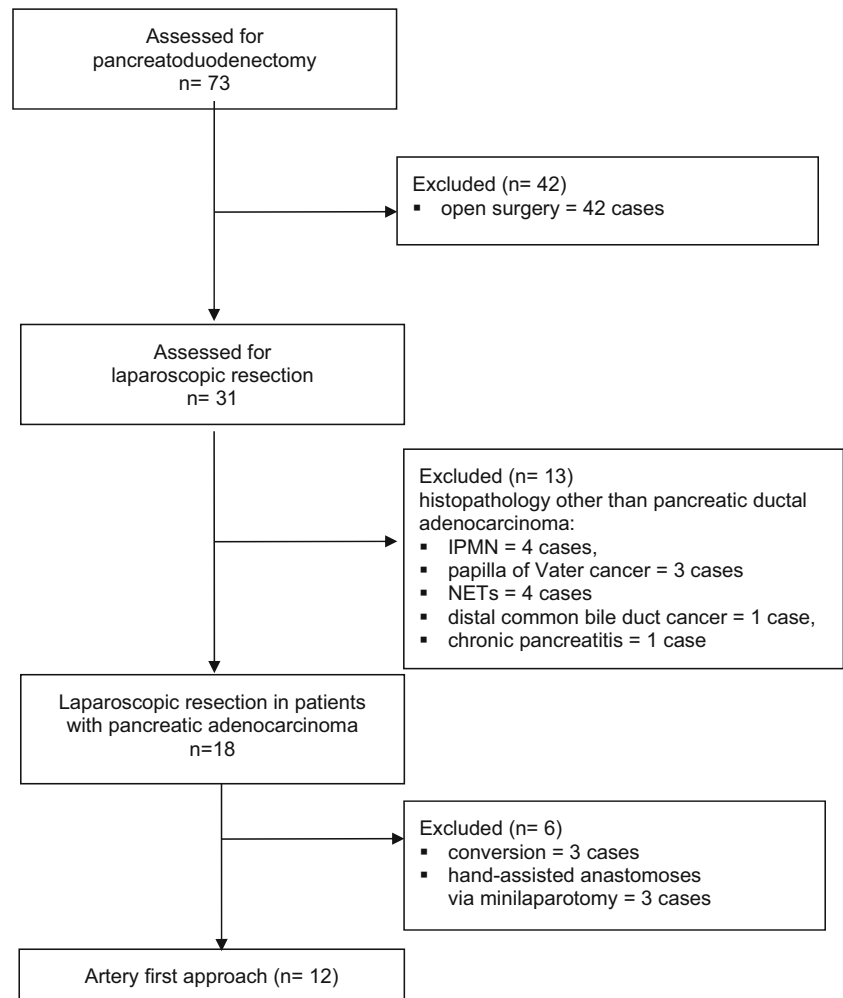 Assessed for
pancreatoduodenectomy
n= 73
Excluded (n= 42)
▪ open surgery = 42 cases
Assessed for
laparoscopic resection
n= 31
Excluded (n= 13)
histopathology other than pancreatic ductal
adenocarcinoma:
▪ IPMN = 4 cases,
▪ papilla of Vater cancer = 3 cases
▪ NETs = 4 cases
▪ distal common bile duct cancer = 1 case,
▪ chronic pancreatitis = 1 case
Laparoscopic resection in patients
with pancreatic adenocarcinoma
n=18
Excluded (n= 6)
▪ conversion = 3 cases
▪ hand-assisted anastomoses
via minilaparotomy = 3 cases
Artery first approach (n= 12)